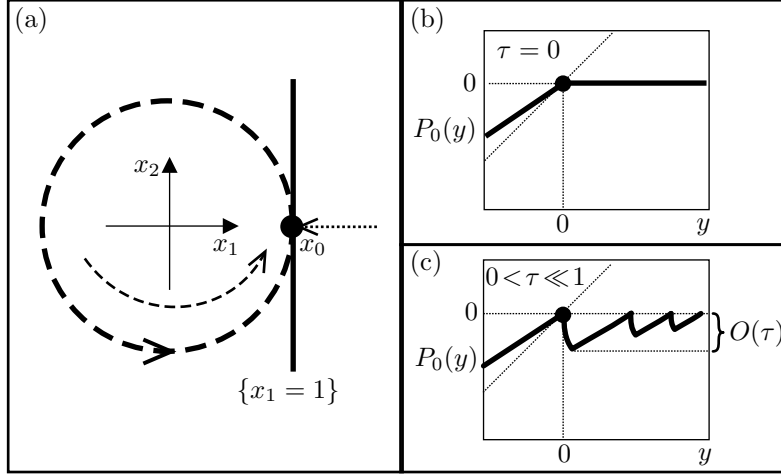 (a)
x₂
x₁
x₀
{x₁ = 1}
(b)
τ = 0
0
P₀(y)
0
y
(c)
0 < τ ≪ 1
0
P₀(y)
O(τ)
0
y